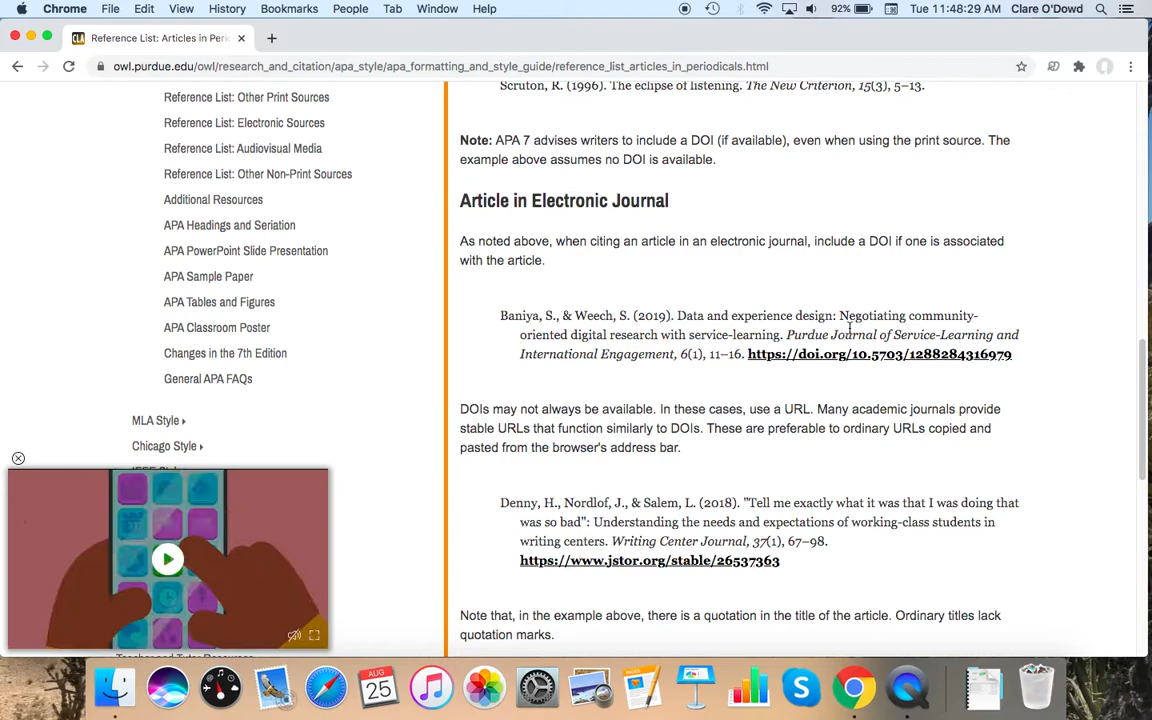 Chrome File Edit View History Bookmarks People Tab Window Help 92% Tue 11:48:29 AM Clare O'Dowd
CLA Reference List: Articles in Peri
owl.purdue.edu/owl/research_and_citation/apa_style/apa_formatting_and_style_guide/reference_list_articles_in_periodicals.html
Reference List: Other Print Sources
Reference List: Electronic Sources
Reference List: Audiovisual Media
Reference List: Other Non-Print Sources
Additional Resources
APA Headings and Seriation
APA PowerPoint Slide Presentation
APA Sample Paper
APA Tables and Figures
APA Classroom Poster
Changes in the 7th Edition
General APA FAQs
MLA Style
Chicago Style
Scruton, R. (1996). The eclipse of listening. The New Criterion, 15(3), 5–13.
Note: APA 7 advises writers to include a DOI (if available), even when using the print source. The
example above assumes no DOI is available.
Article in Electronic Journal
As noted above, when citing an article in an electronic journal, include a DOI if one is associated
with the article.
Baniya, S., & Weech, S. (2019). Data and experience design: Negotiating community-
oriented digital research with service-learning. Purdue Journal of Service-Learning and
International Engagement, 6(1), 11–16. https://doi.org/10.5703/1288284316979
DOIs may not always be available. In these cases, use a URL. Many academic journals provide
stable URLs that function similarly to DOIs. These are preferable to ordinary URLs copied and
pasted from the browser's address bar.
Denny, H., Nordlof, J., & Salem, L. (2018). "Tell me exactly what it was that I was doing that
was so bad": Understanding the needs and expectations of working-class students in
writing centers. Writing Center Journal, 37(1), 67–98.
https://www.jstor.org/stable/26537363
Note that, in the example above, there is a quotation in the title of the article. Ordinary titles lack
quotation marks.
AUG
25